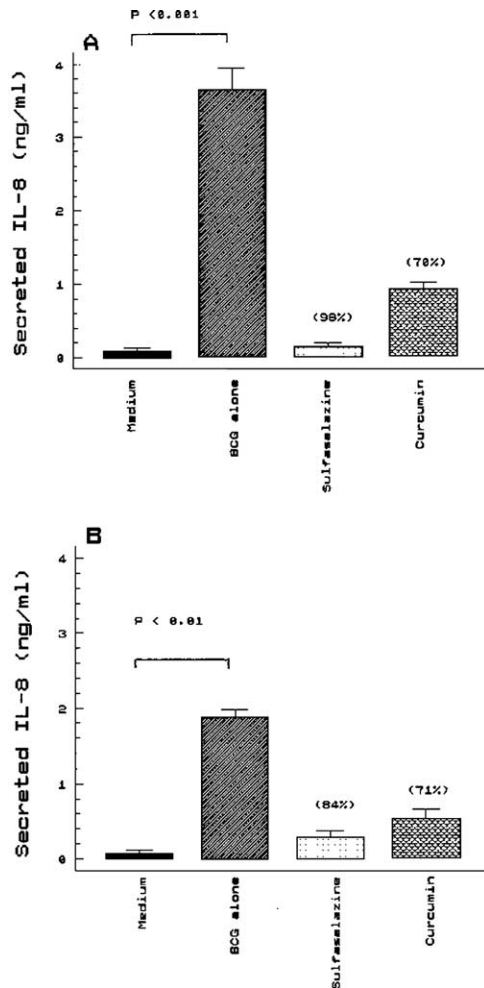 P <0.001
A
Secreted IL-8 (ng/ml)
4
3
2
1
0
(98%)
(70%)
Medium
BCG alone
Sulfasalazine
Curcumin
B
Secreted IL-8 (ng/ml)
4
3
2
1
0
P < 0.01
(84%)
(71%)
Medium
BCG alone
Sulfasalazine
Curcumin